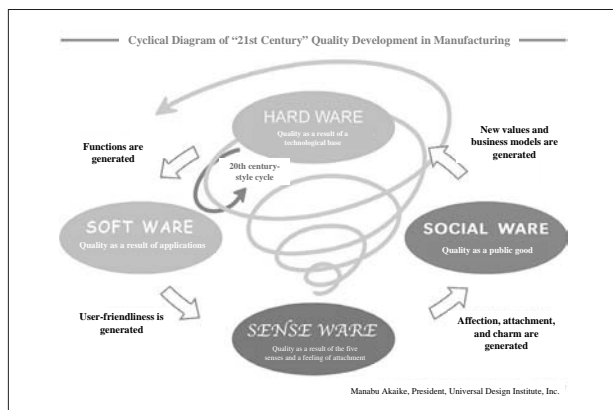 Cyclical Diagram of “21st Century” Quality Development in Manufacturing
HARD WARE
Quality as a result of a
technological base
Functions are
generated
20th century-
style cycle
New values and
business models are
generated
SOFT WARE
Quality as a result of applications
SOCIAL WARE
Quality as a public good
User-friendliness is
generated
SENSE WARE
Quality as a result of the five
senses and a feeling of attachment
Affection, attachment,
and charm are
generated
Manabu Akaike, President, Universal Design Institute, Inc.